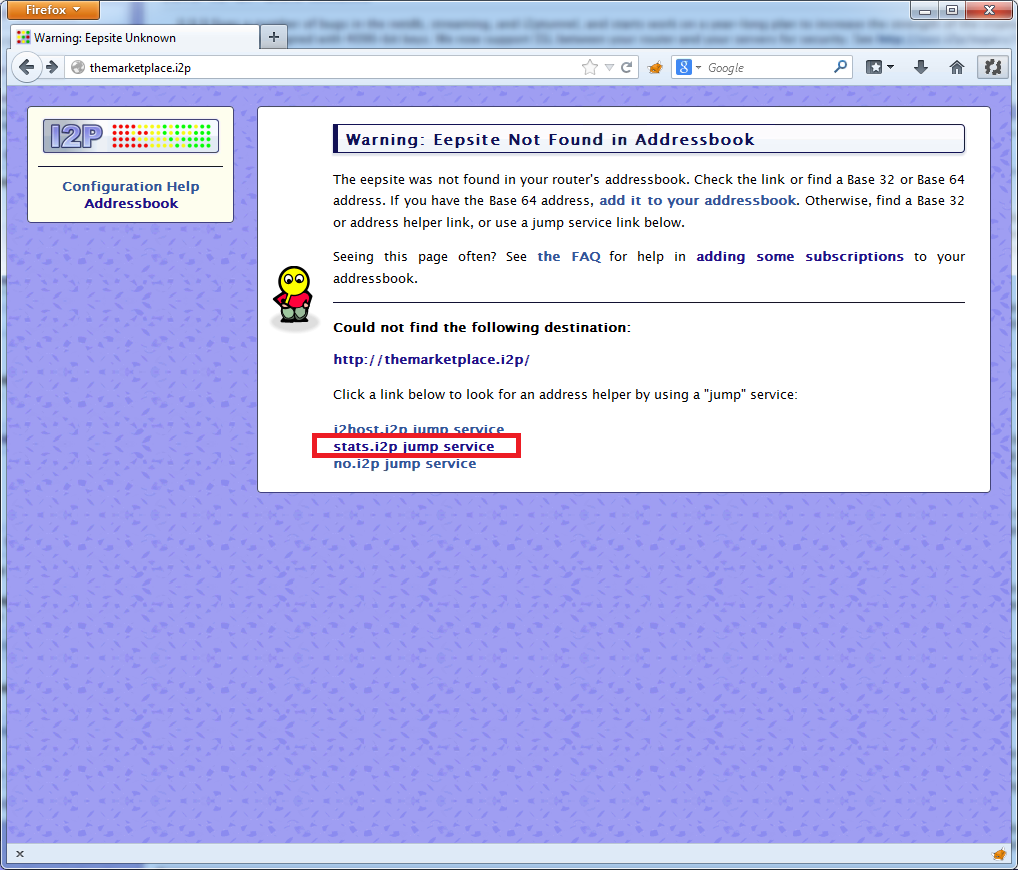 Firefox
Warning: Eepsite Unknown
themarketplace.i2p
Google
I2P
Configuration Help
Addressbook
Warning: Eepsite Not Found in Addressbook
The eepsite was not found in your router's addressbook. Check the link or find a Base 32 or Base 64
address. If you have the Base 64 address, add it to your addressbook. Otherwise, find a Base 32
or address helper link, or use a jump service link below.
Seeing this page often? See the FAQ for help in adding some subscriptions to your
addressbook.
Could not find the following destination:
http://themarketplace.i2p/
Click a link below to look for an address helper by using a "jump" service:
i2host.i2p jump service
stats.i2p jump service
no.i2p jump service